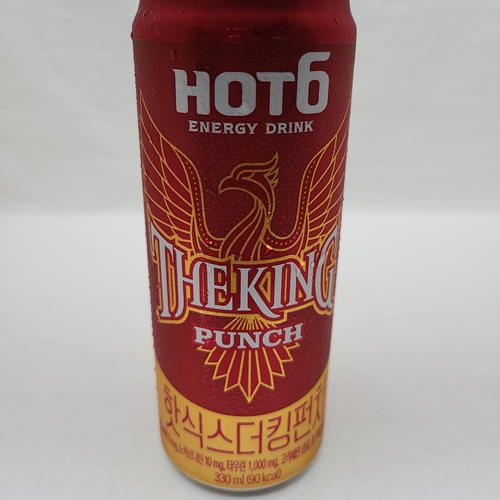 HOT6
ENERGY DRINK
THE KING
PUNCH
핫식스더킹펀치
10 mg, 타우린 1,000 mg,
330 ml (90 kcal)